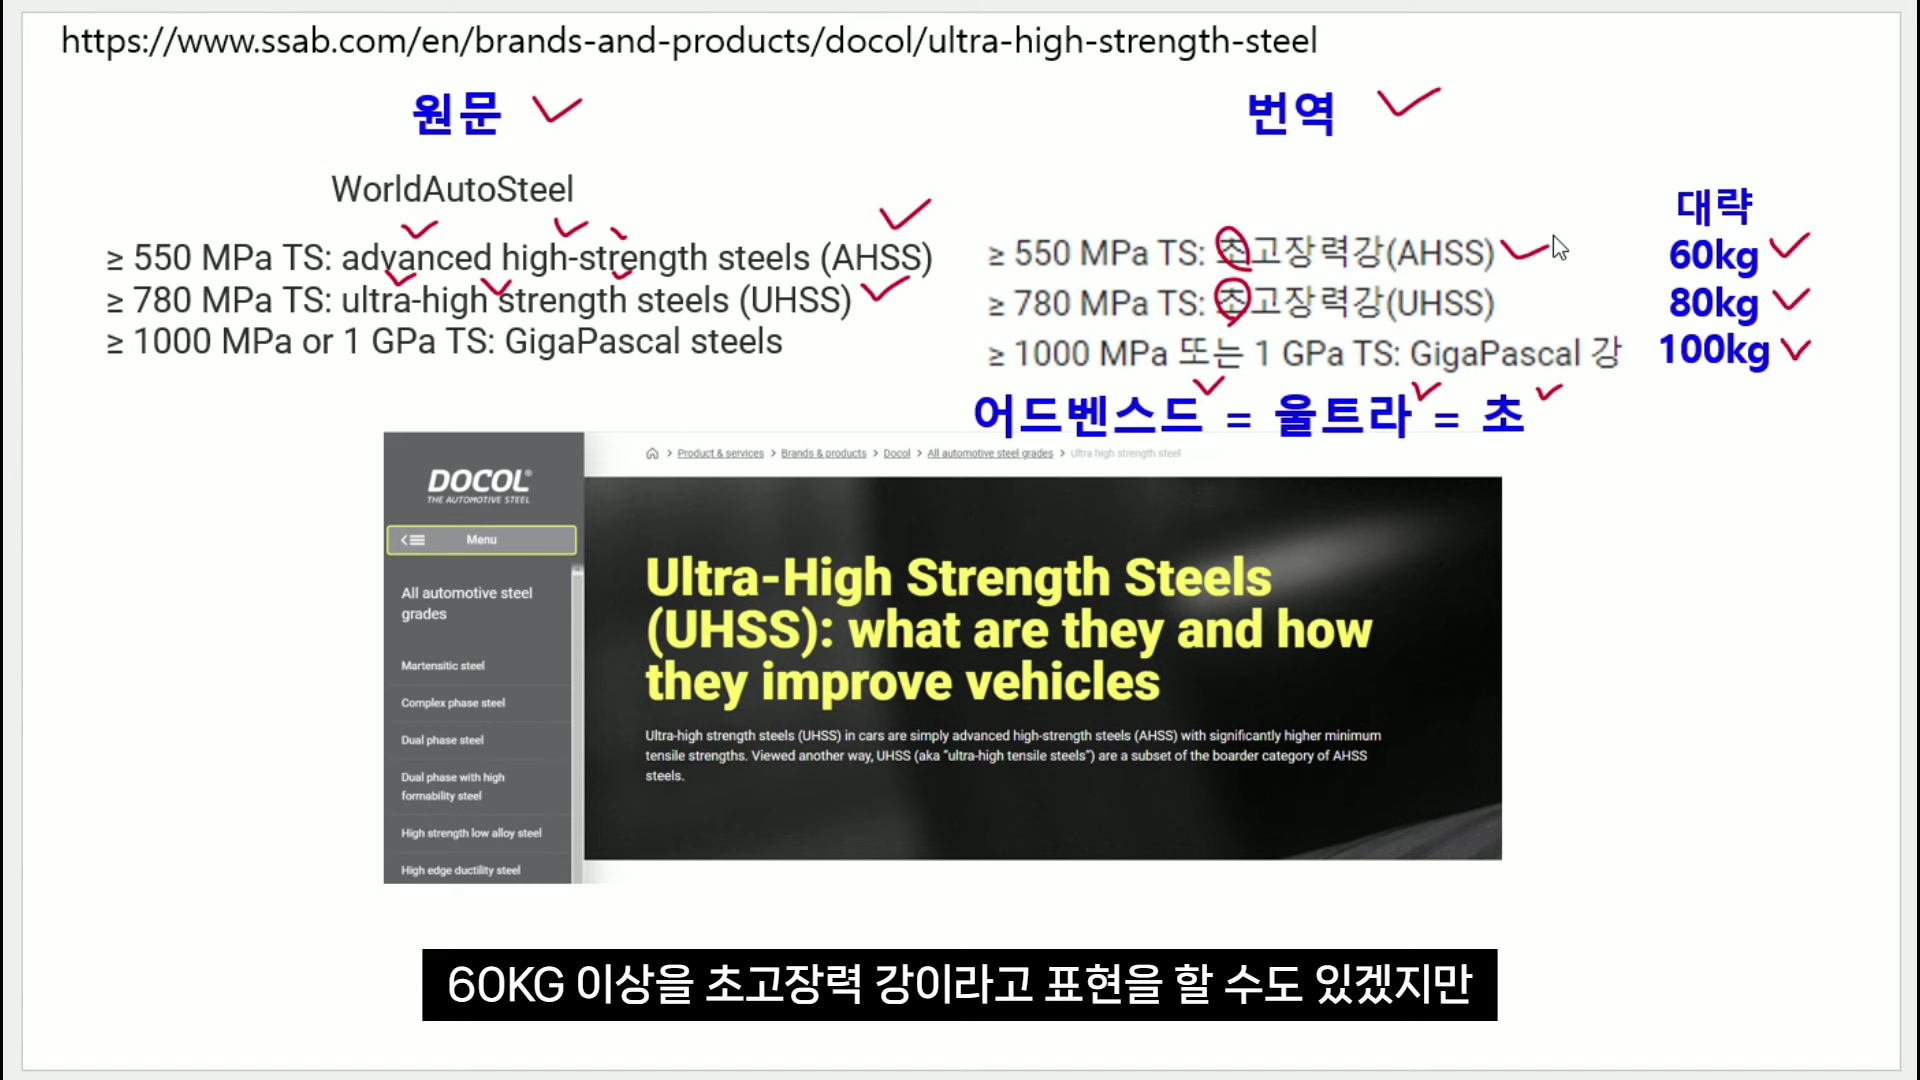 https://www.ssab.com/en/brands-and-products/docol/ultra-high-strength-steel
원문
번역
WorldAutoSteel
≥ 550 MPa TS: advanced high-strength steels (AHSS)
≥ 780 MPa TS: ultra-high strength steels (UHSS)
≥ 1000 MPa or 1 GPa TS: GigaPascal steels
대략
≥ 550 MPa TS: 초고장력강(AHSS)
60kg
≥ 780 MPa TS: 초고장력강(UHSS)
80kg
≥ 1000 MPa 또는 1 GPa TS: GigaPascal 강
100kg
어드벤스드 = 울트라 = 초
DOCOL®
THE AUTOMOTIVE STEEL
Menu
All automotive steel
grades
Martensitic steel
Complex phase steel
Dual phase steel
Dual phase with high
formability steel
High strength low alloy steel
High edge ductility steel
> Product & services > Brands & products > Docol > All automotive steel grades > Ultra high strength steel
Ultra-High Strength Steels
(UHSS): what are they and how
they improve vehicles
Ultra-high strength steels (UHSS) in cars are simply advanced high-strength steels (AHSS) with significantly higher minimum
tensile strengths. Viewed another way, UHSS (aka “ultra-high tensile steels”) are a subset of the boarder category of AHSS
steels.
60KG 이상을 초고장력 강이라고 표현을 할 수도 있겠지만